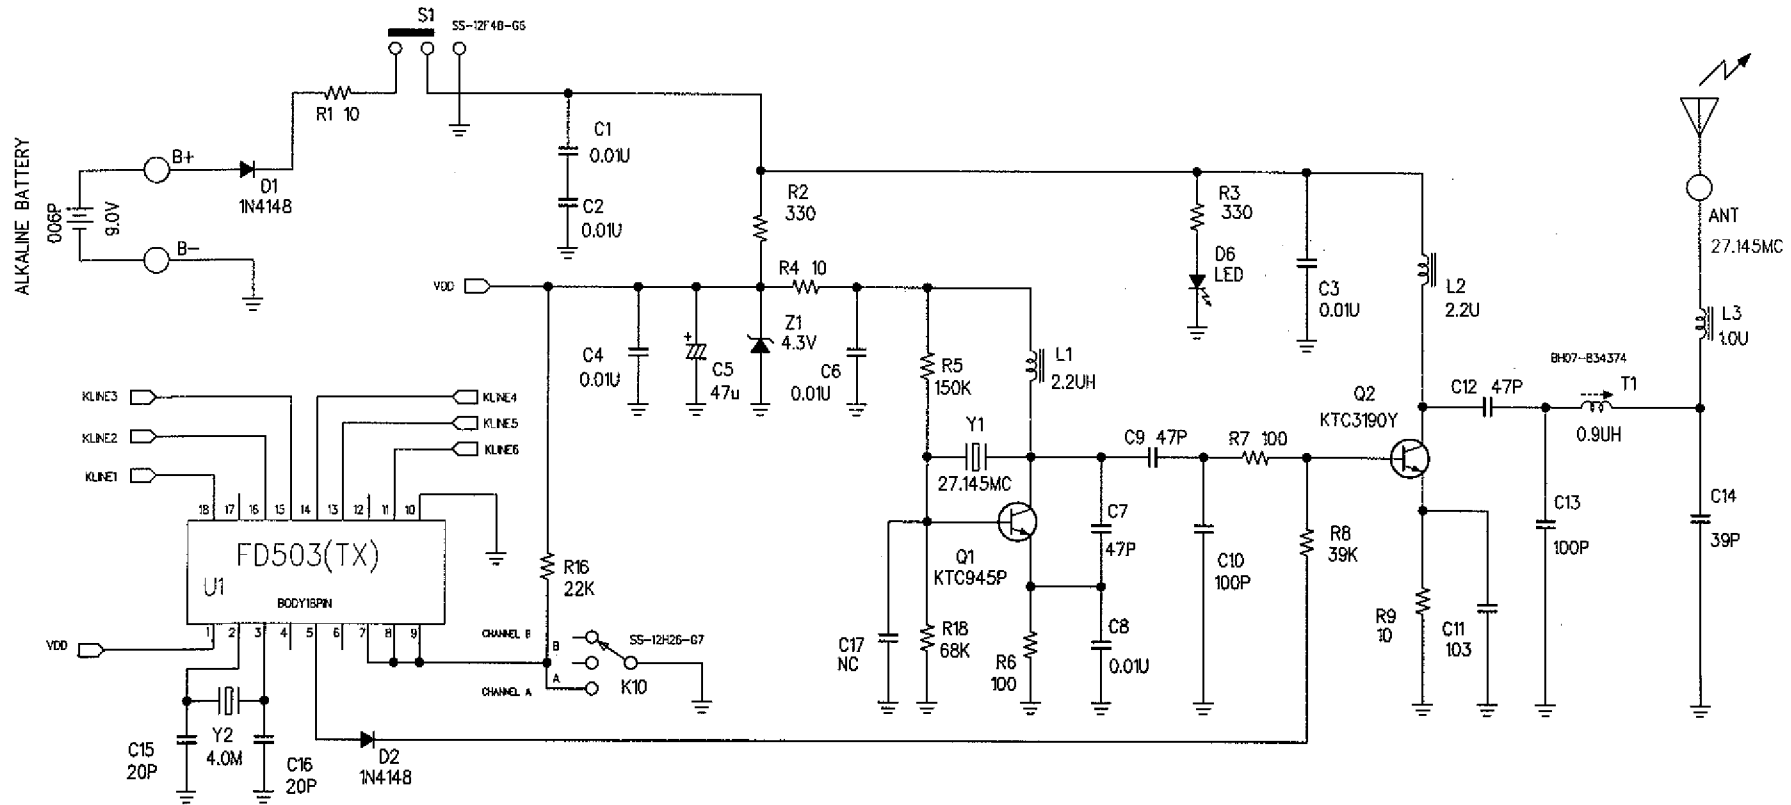 S1
SS-12F48-G5
R1 10
ALKALINE BATTERY
006P
9.0V
B+
B-
D1
1N4148
C1
0.01U
C2
0.01U
R2
330
R3
330
D6
LED
C3
0.01U
L2
2.2U
ANT
27.145MC
L3
1.0U
VDD
R4 10
C4
0.01U
C5
47u
Z1
4.3V
C6
0.01U
R5
150K
L1
2.2UH
Y1
27.145MC
Q1
KTC945P
C9 47P
R7 100
C7
47P
C10
100P
R8
39K
Q2
KTC3190Y
C12 47P
BH07-834374
T1
0.9UH
C13
100P
C14
39P
KLINE3
KLINE2
KLINE1
KLINE4
KLINE5
KLINE6
18 17 16 15 14 13 12 11 10
FD503(TX)
U1
BODY18PIN
1 2 3 4 5 6 7 8 9
VDD
C15
20P
Y2
4.0M
C16
20P
D2
1N4148
R16
22K
CHANNEL B
B
A
CHANNEL A
SS-12H26-G7
K10
C17
NC
R18
68K
R6
100
C8
0.01U
R9
10
C11
103